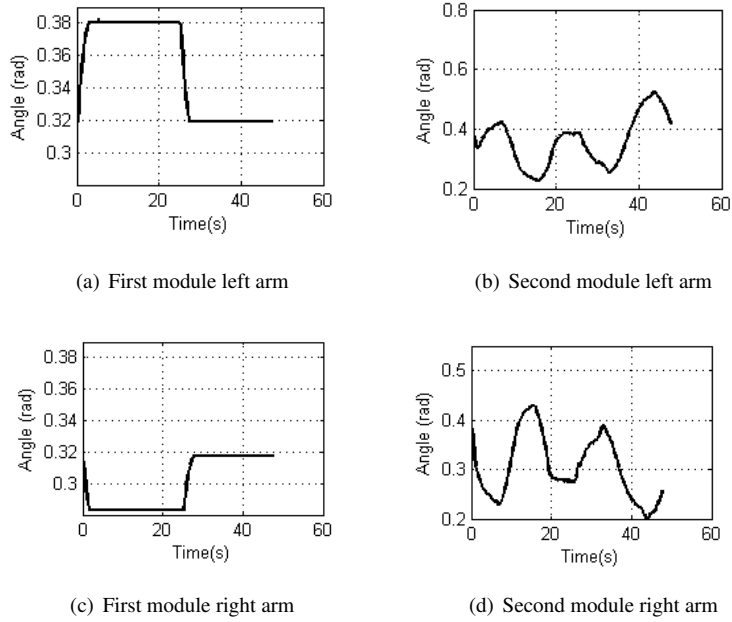 0.38
0.36
0.34
0.32
0.3
Angle (rad)
0 20 40 60
Time(s)
(a) First module left arm
0.8
0.6
0.4
0.2
Angle (rad)
0 20 40 60
Time(s)
(b) Second module left arm
0.38
0.36
0.34
0.32
0.3
Angle (rad)
0 20 40 60
Time(s)
(c) First module right arm
0.5
0.4
0.3
0.2
Angle (rad)
0 20 40 60
Time(s)
(d) Second module right arm